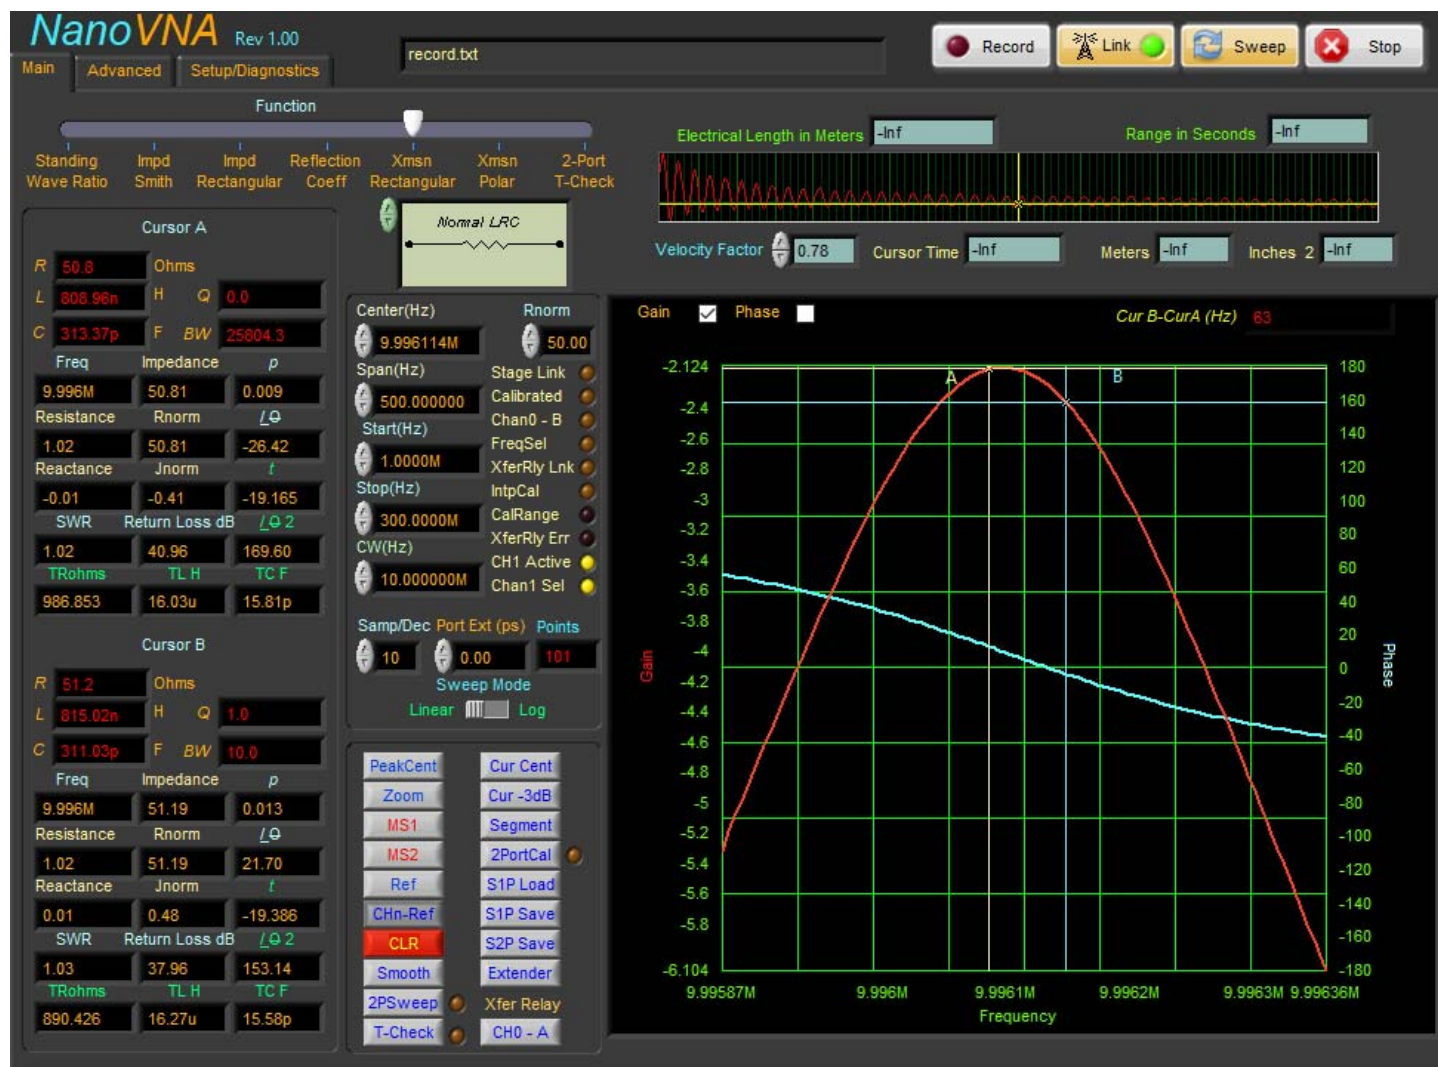 NanoVNA Rev 1.00
record.txt
Record
Link
Sweep
Stop
Main
Advanced
Setup/Diagnostics
Function
Standing Wave Ratio
Impd Smith
Impd Rectangular
Reflection Coeff
Xmsn Rectangular
Xmsn Polar
2-Port T-Check
Electrical Length in Meters -Inf
Range in Seconds -Inf
Velocity Factor 0.78
Cursor Time -Inf
Meters -Inf
Inches 2 -Inf
Normal LRC
Cursor A
R 50.8 Ohms
L 808.96n H Q 0.0
C 313.37p F BW 25804.3
Freq Impedance p
9.996M 50.81 0.009
Resistance Rnorm /Θ
1.02 50.81 -26.42
Reactance Jnorm t
-0.01 -0.41 -19.165
SWR Return Loss dB /Θ 2
1.02 40.96 169.60
TRohms TL H TC F
986.853 16.03u 15.81p
Cursor B
R 51.2 Ohms
L 815.02n H Q 1.0
C 311.03p F BW 10.0
Freq Impedance p
9.996M 51.19 0.013
Resistance Rnorm /Θ
1.02 51.19 21.70
Reactance Jnorm t
0.01 0.48 -19.386
SWR Return Loss dB /Θ 2
1.03 37.96 153.14
TRohms TL H TC F
890.426 16.27u 15.58p
Center(Hz) Rnorm
9.996114M 50.00
Span(Hz)
500.000000
Start(Hz)
1.0000M
Stop(Hz)
300.0000M
CW(Hz)
10.000000M
Stage Link
Calibrated
Chan0 - B
FreqSel
XferRly Lnk
IntpCal
CalRange
XferRly Err
CH1 Active
Chan1 Sel
Samp/Dec Port Ext (ps) Points
10 0.00 101
Sweep Mode
Linear Log
PeakCent Cur Cent
Zoom Cur -3dB
MS1 Segment
MS2 2PortCal
Ref S1P Load
CHn-Ref S1P Save
CLR S2P Save
Smooth Extender
2PSweep Xfer Relay
T-Check CH0 - A
Gain Phase
Cur B-CurA (Hz) 63
A B
-2.124
-2.4
-2.6
-2.8
-3
-3.2
-3.4
-3.6
-3.8
-4
-4.2
-4.4
-4.6
-4.8
-5
-5.2
-5.4
-5.6
-5.8
-6.104
Gain
180
160
140
120
100
80
60
40
20
0
-20
-40
-60
-80
-100
-120
-140
-160
-180
Phase
9.99587M 9.996M 9.9961M 9.9962M 9.9963M 9.99636M
Frequency